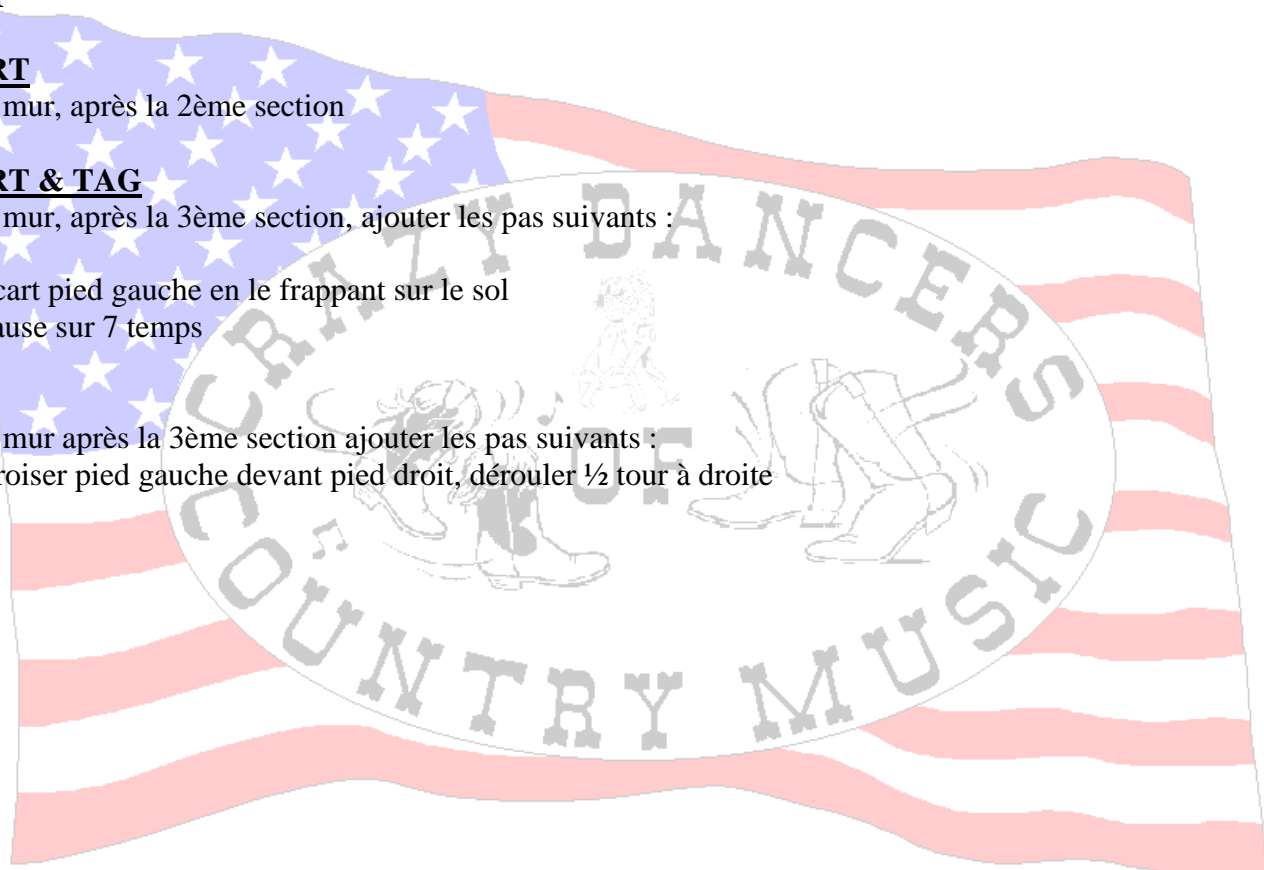 RT
mur, après la 2ème section
RT & TAG
mur, après la 3ème section, ajouter les pas suivants :
cart pied gauche en le frappant sur le sol
ause sur 7 temps
mur après la 3ème section ajouter les pas suivants :
roiser pied gauche devant pied droit, dérouler ½ tour à droite
CRAZY DANCERS
OF
COUNTRY MUSIC